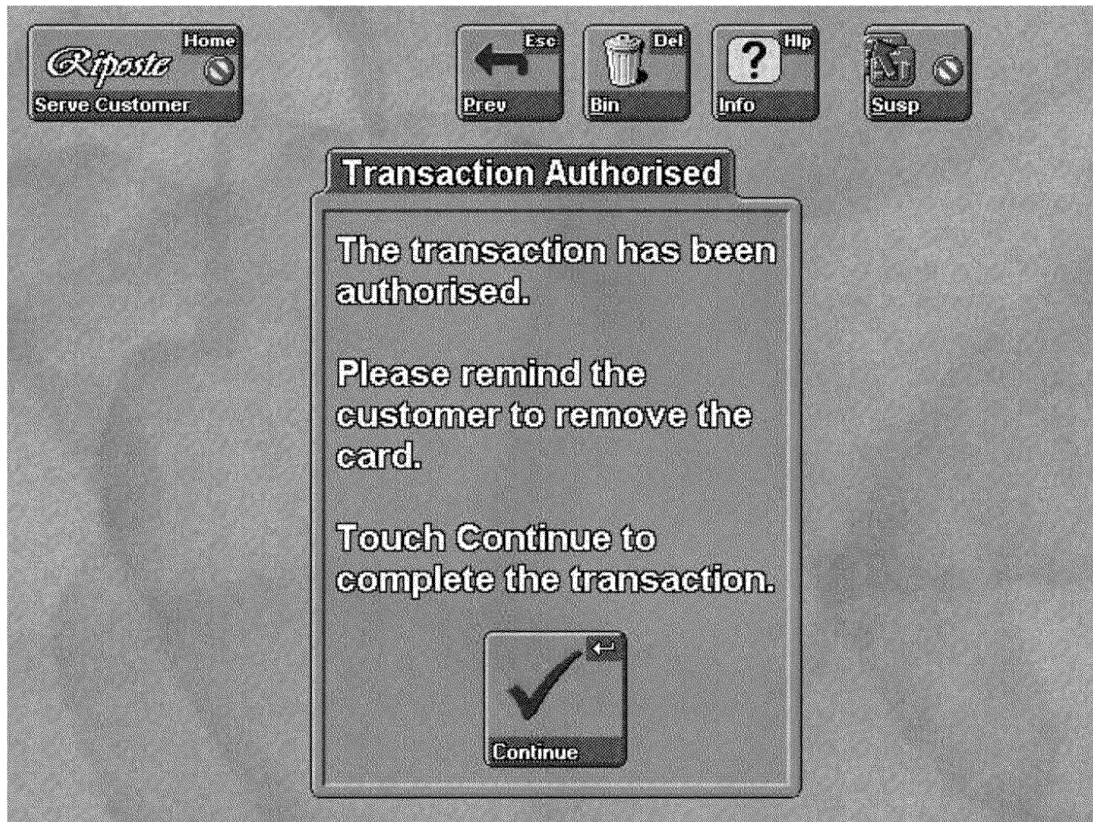 Riposte
Home
Serve Customer
Esc
Prev
Del
Bin
Hlp
Info
Susp
Transaction Authorised
The transaction has been
authorised.
Please remind the
customer to remove the
card.
Touch Continue to
complete the transaction.
Continue